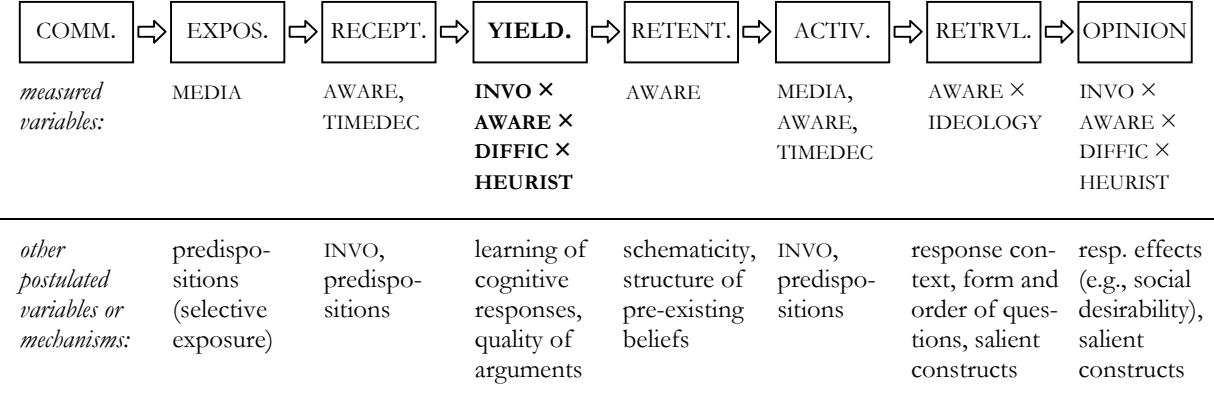 COMM. EXPOS. RECEPT. YIELD. RETENT. ACTIV. RETRVL. OPINION
measured variables:
MEDIA
AWARE,
TIMEDEC
INVO ×
AWARE ×
DIFFIC ×
HEURIST
AWARE
MEDIA,
AWARE,
TIMEDEC
AWARE ×
IDEOLOGY
INVO ×
AWARE ×
DIFFIC ×
HEURIST
other
postulated
variables or
mechanisms:
predispo-
sitions
(selective
exposure)
INVO,
predispo-
sitions
learning of
cognitive
responses,
quality of
arguments
schematicity,
structure of
pre-existing
beliefs
INVO,
predispo-
sitions
response con-
text, form and
order of ques-
tions, salient
constructs
resp. effects
(e.g., social
desirability),
salient
constructs